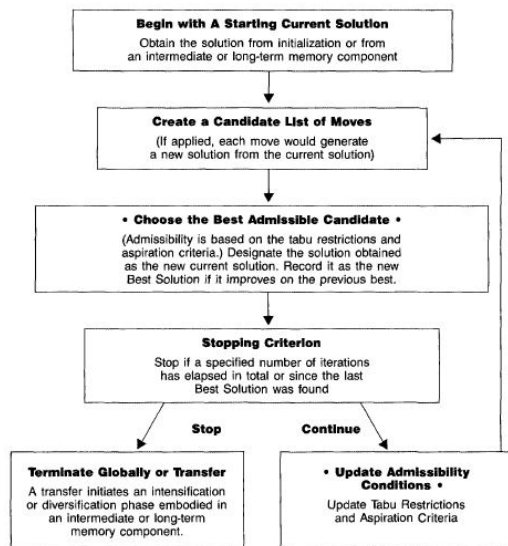 Begin with A Starting Current Solution
Obtain the solution from initialization or from
an intermediate or long-term memory component
Create a Candidate List of Moves
(If applied, each move would generate
a new solution from the current solution)
• Choose the Best Admissible Candidate •
(Admissibility is based on the tabu restrictions and
aspiration criteria.) Designate the solution obtained
as the new current solution. Record it as the new
Best Solution if it improves on the previous best.
Stopping Criterion
Stop if a specified number of iterations
has elapsed in total or since the last
Best Solution was found
Stop
Continue
Terminate Globally or Transfer
A transfer initiates an intensification
or diversification phase embodied in
an intermediate or long-term
memory component.
• Update Admissibility
Conditions •
Update Tabu Restrictions
and Aspiration Criteria